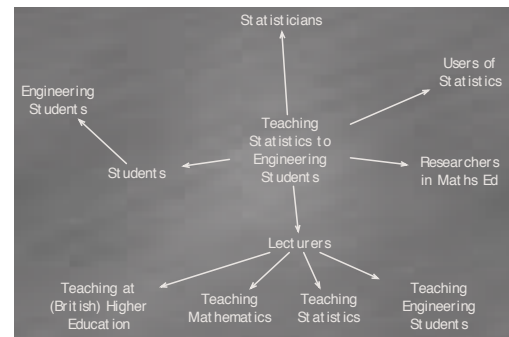 Statisticians
Users of
Statistics
Engineering
Students
Teaching
Statistics to
Engineering
Students
Students
Researchers
in Maths Ed
Lecturers
Teaching at
(British) Higher
Education
Teaching
Mathematics
Teaching
Statistics
Teaching
Engineering
Students